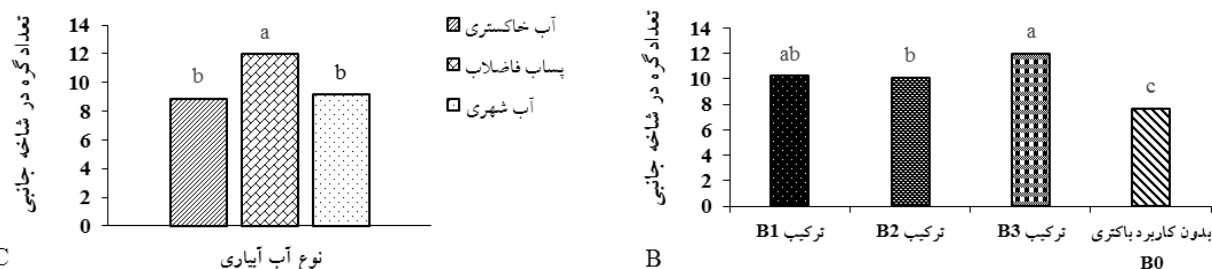 تعداد گره در شاخه جانبی
14
12
10
8
6
4
2
0
b
a
b
نوع آب آبیاری
آب خاکستری
پساب فاضلاب
آب شهری
C
تعداد گره در شاخه جانبی
14
12
10
8
6
4
2
0
ab
b
a
c
ترکیب B1
ترکیب B2
ترکیب B3
بدون کاربرد باکتری
B0
B